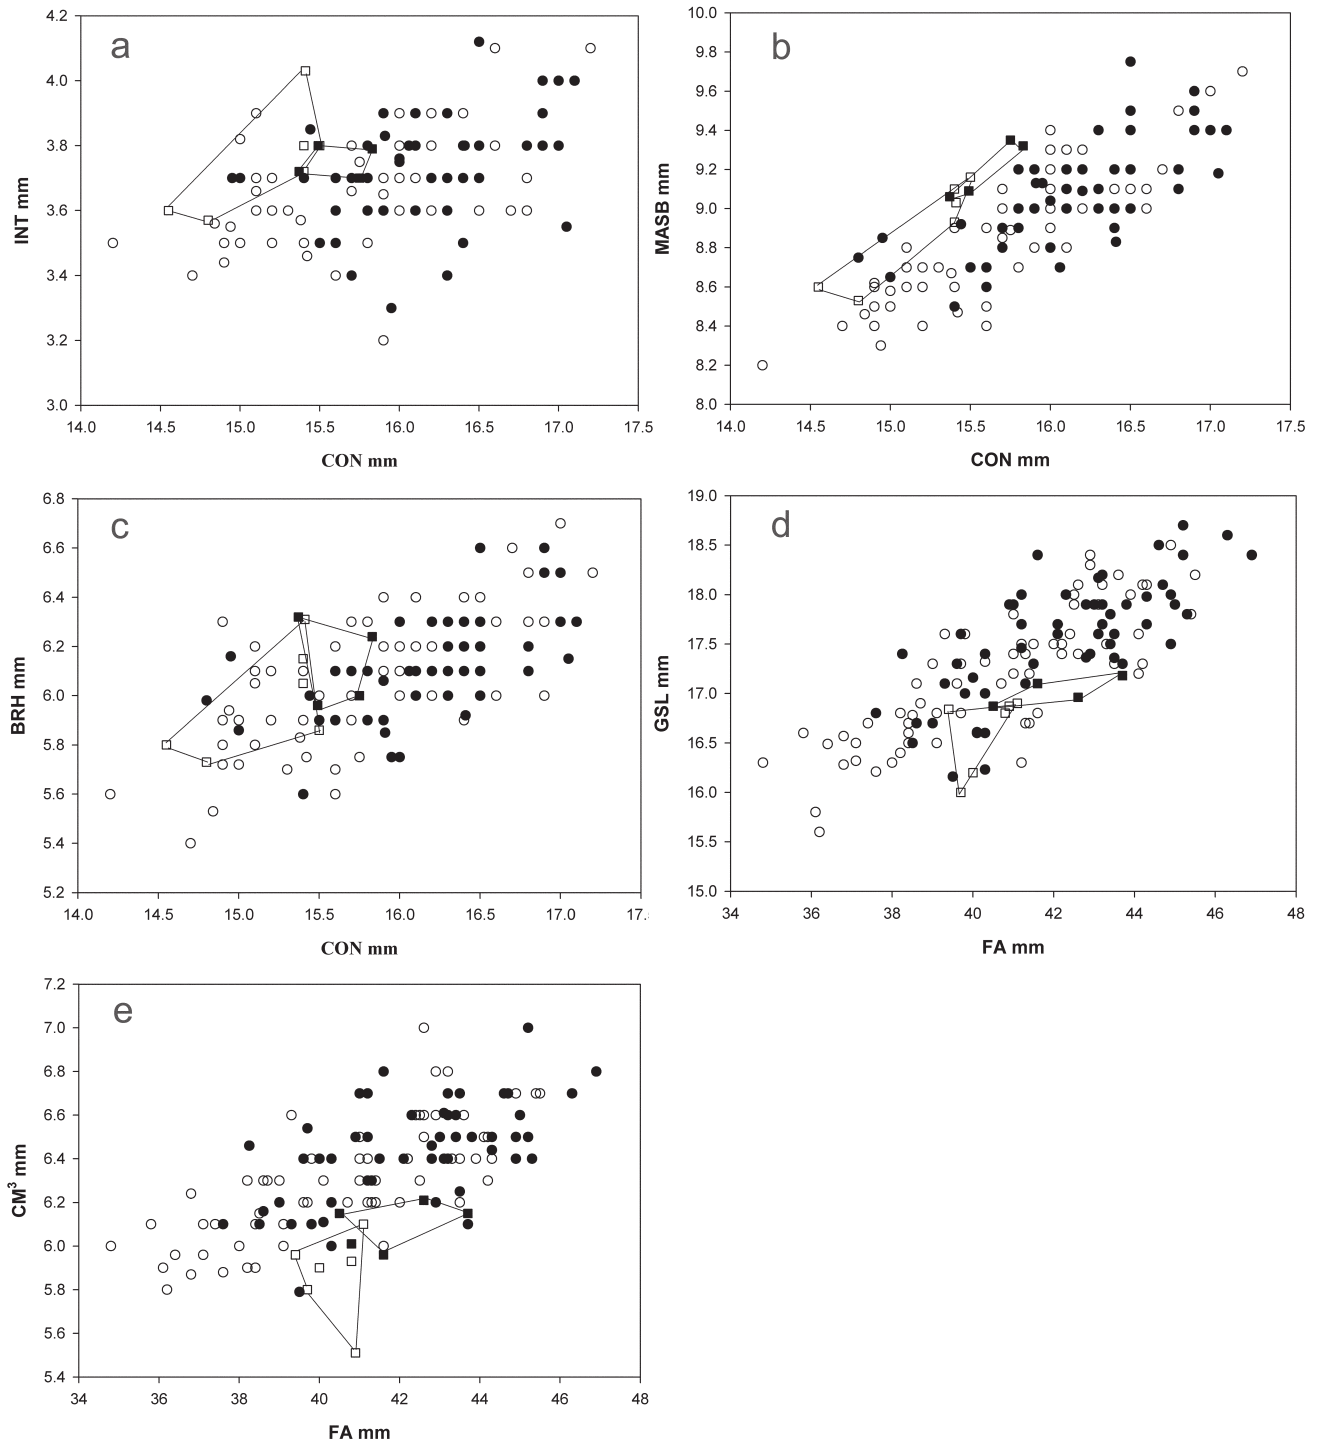 a
4.2
4.0
3.8
3.6
3.4
3.2
3.0
INT mm
14.0 14.5 15.0 15.5 16.0 16.5 17.0 17.5
CON mm
b
10.0
9.8
9.6
9.4
9.2
9.0
8.8
8.6
8.4
8.2
8.0
MASB mm
14.0 14.5 15.0 15.5 16.0 16.5 17.0 17.5
CON mm
c
6.8
6.6
6.4
6.2
6.0
5.8
5.6
5.4
5.2
BRH mm
14.0 14.5 15.0 15.5 16.0 16.5 17.0 17.
CON mm
d
19.0
18.5
18.0
17.5
17.0
16.5
16.0
15.5
15.0
GSL mm
34 36 38 40 42 44 46 48
FA mm
e
7.2
7.0
6.8
6.6
6.4
6.2
6.0
5.8
5.6
5.4
CM³ mm
34 36 38 40 42 44 46 48
FA mm